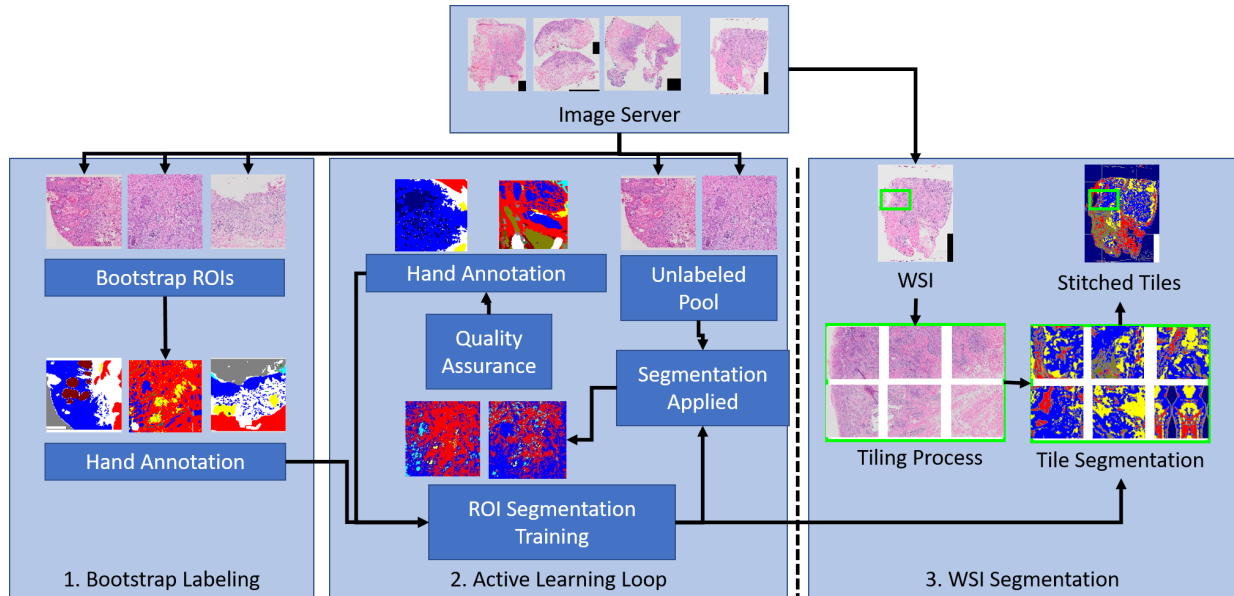 Image Server
Bootstrap ROIs
Hand Annotation
1. Bootstrap Labeling
Hand Annotation
Quality
Assurance
Unlabeled
Pool
Segmentation
Applied
ROI Segmentation
Training
2. Active Learning Loop
WSI
Stitched Tiles
Tiling Process
Tile Segmentation
3. WSI Segmentation